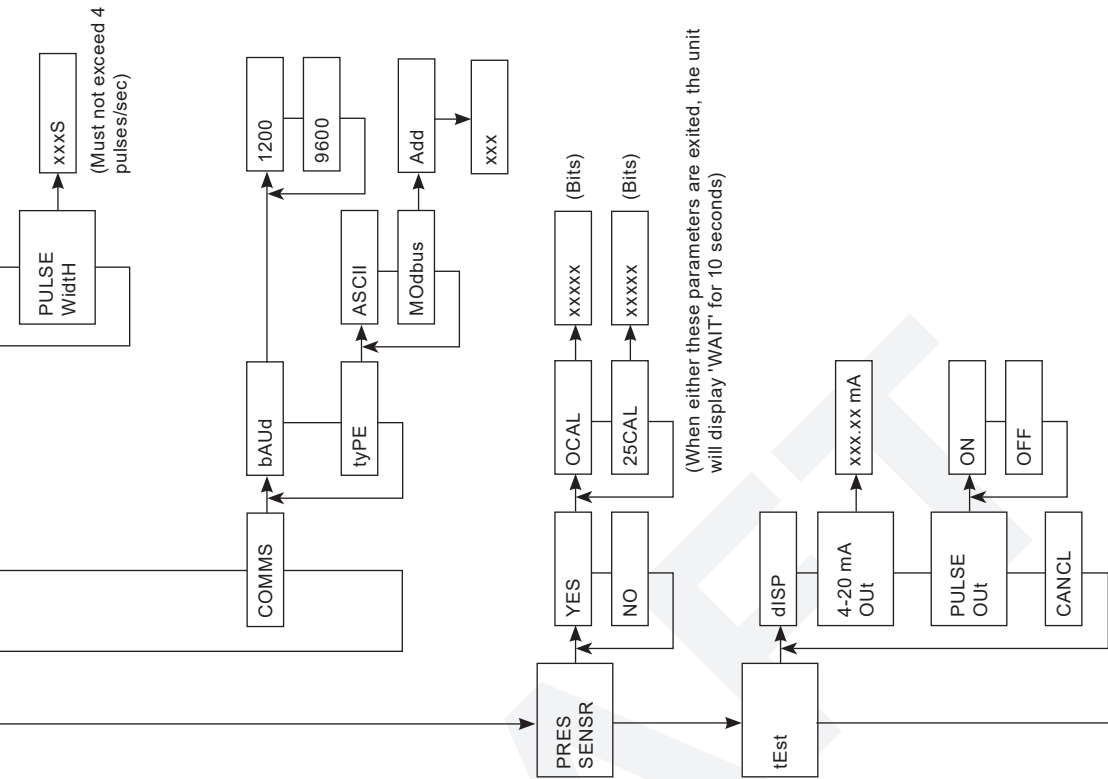 PULSE
WidtH
xxxS
(Must not exceed 4
pulses/sec)
COMMS
bAUd
1200
9600
tyPE
ASCII
MOdbus
Add
xxx
PRES
SENSR
YES
NO
OCAL
xxxxx
(Bits)
25CAL
xxxxx
(Bits)
(When either these parameters are exited, the unit
will display 'WAIT' for 10 seconds)
tEst
dISP
4-20 mA
OUt
xxx.xx mA
PULSE
OUt
ON
OFF
CANCL